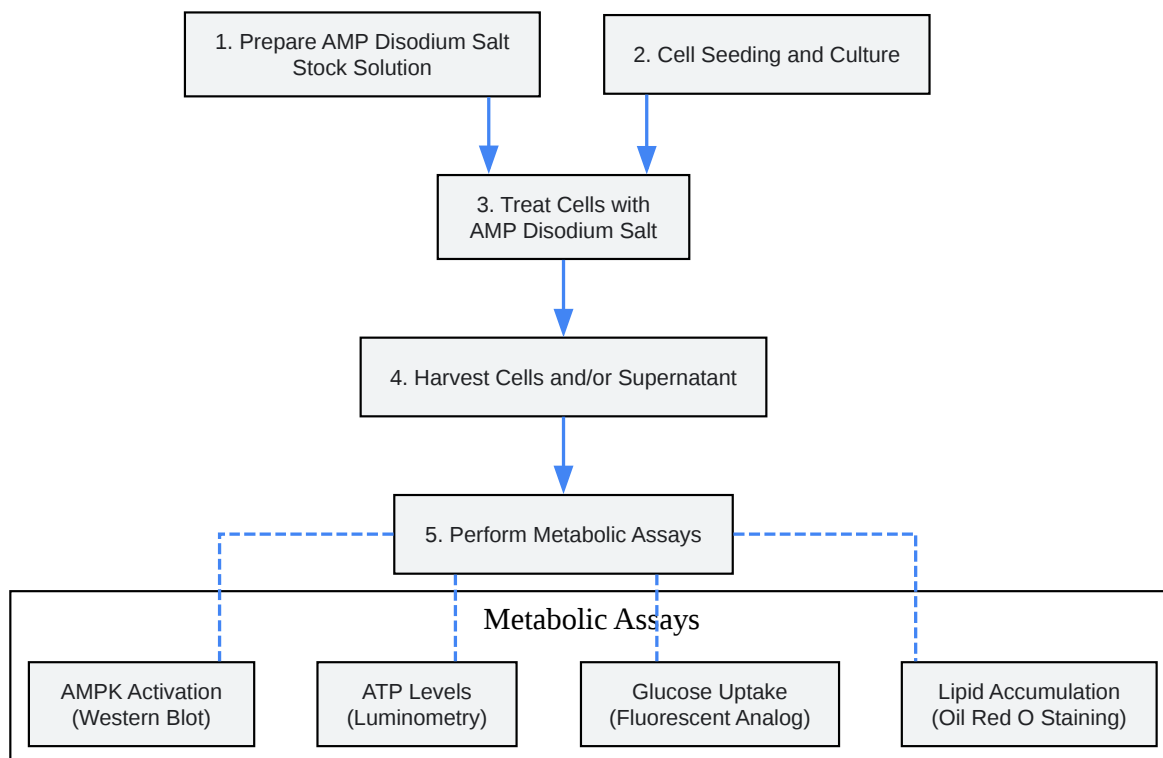 1. Prepare AMP Disodium Salt
Stock Solution
2. Cell Seeding and Culture
3. Treat Cells with
AMP Disodium Salt
4. Harvest Cells and/or Supernatant
5. Perform Metabolic Assays
Metabolic Assays
AMPK Activation
(Western Blot)
ATP Levels
(Luminometry)
Glucose Uptake
(Fluorescent Analog)
Lipid Accumulation
(Oil Red O Staining)